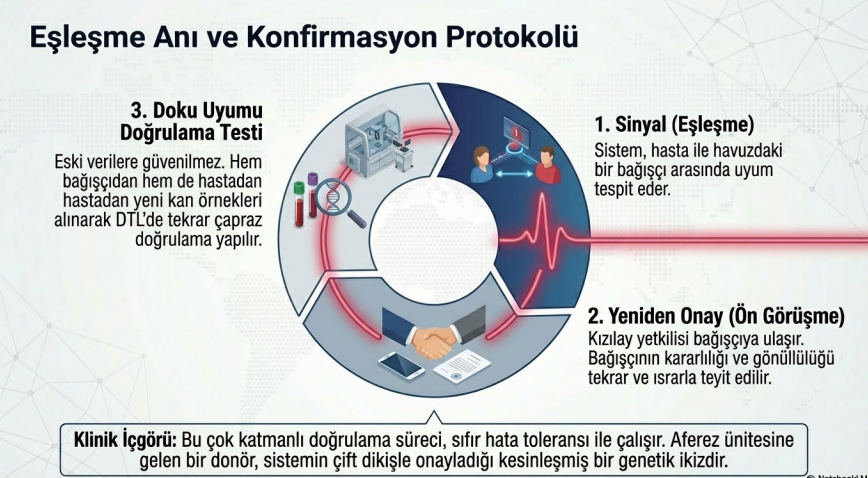 Eşleşme Anı ve Konfirmasyon Protokolü
3. Doku Uyumu
Doğrulama Testi
Eski verilere güvenilmez. Hem
bağışçıdan hem de hastadan
hastadan yeni kan örnekleri
alınarak DTL'de tekrar çapraz
doğrulama yapılır.
1. Sinyal (Eşleşme)
Sistem, hasta ile havuzdaki
bir bağışçı arasında uyum
tespit eder.
2. Yeniden Onay (Ön Görüşme)
Kızılay yetkilisi bağışçıya ulaşır.
Bağışçının kararlılığı ve gönüllülüğü
tekrar ve ısrarla teyit edilir.
Klinik İçgörü: Bu çok katmanlı doğrulama süreci, sıfır hata toleransı ile çalışır. Aferez ünitesine
gelen bir donör, sistemin çift dikişle onayladığı kesinleşmiş bir genetik ikizdir.